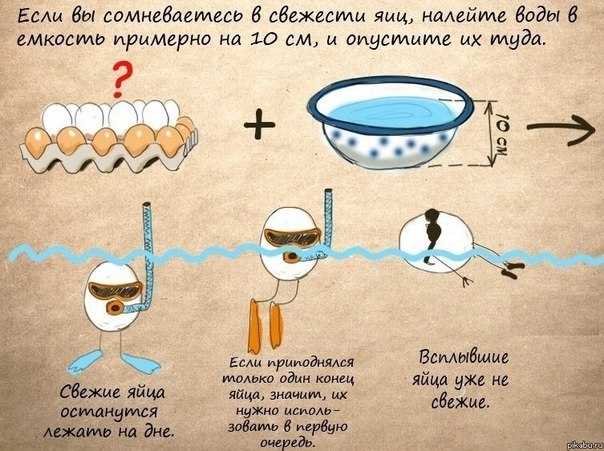 Если вы сомневаетесь в свежести яиц, налейте воды в
емкость примерно на 10 см, и опустите их туда.
?
+
10 см
Свежие яйца
останутся
лежать на дне.
Если приподнялся
только один конец
яйца, значит, их
нужно исполь-
зовать в первую
очередь.
Всплывшие
яйца уже не
свежие.
pikabu.ru